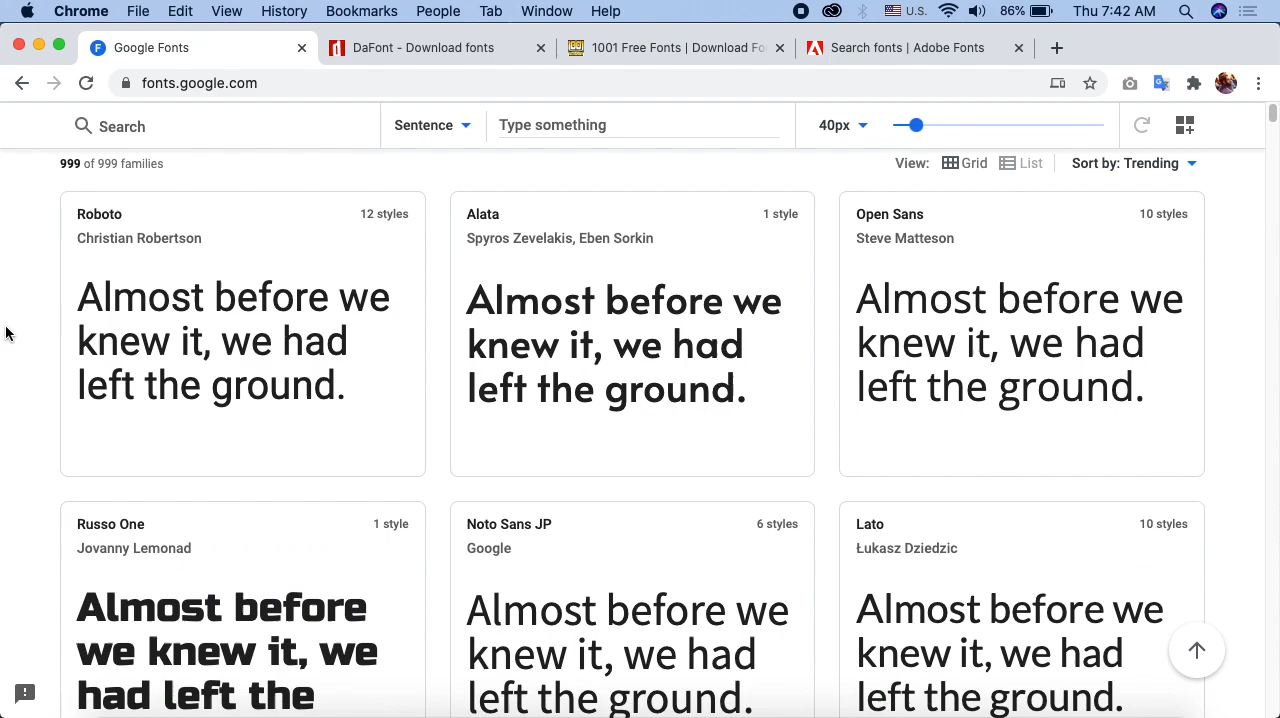 Chrome File Edit View History Bookmarks People Tab Window Help U.S. 86% Thu 7:42 AM
Google Fonts DaFont - Download fonts 1001 Free Fonts | Download Fo Search fonts | Adobe Fonts
fonts.google.com
Search Sentence Type something 40px
999 of 999 families View: Grid List Sort by: Trending
Roboto 12 styles
Christian Robertson
Almost before we
knew it, we had
left the ground.
Alata 1 style
Spyros Zevelakis, Eben Sorkin
Almost before we
knew it, we had
left the ground.
Open Sans 10 styles
Steve Matteson
Almost before we
knew it, we had
left the ground.
Russo One 1 style
Jovanny Lemonad
Almost before
we knew it, we
had left the
Noto Sans JP 6 styles
Google
Almost before we
knew it, we had
left the ground.
Lato 10 styles
Łukasz Dziedzic
Almost before we
knew it, we had
left the ground.